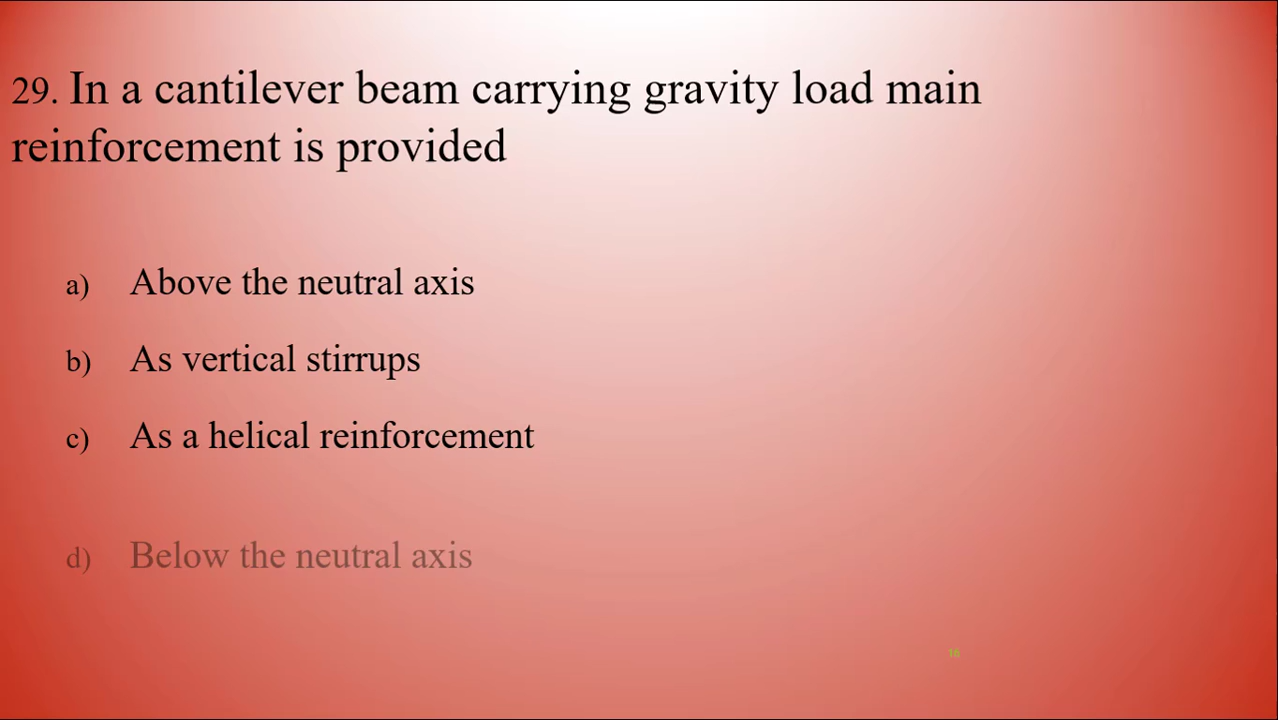 29. In a cantilever beam carrying gravity load main
reinforcement is provided
a) Above the neutral axis
b) As vertical stirrups
c) As a helical reinforcement
d) Below the neutral axis
16